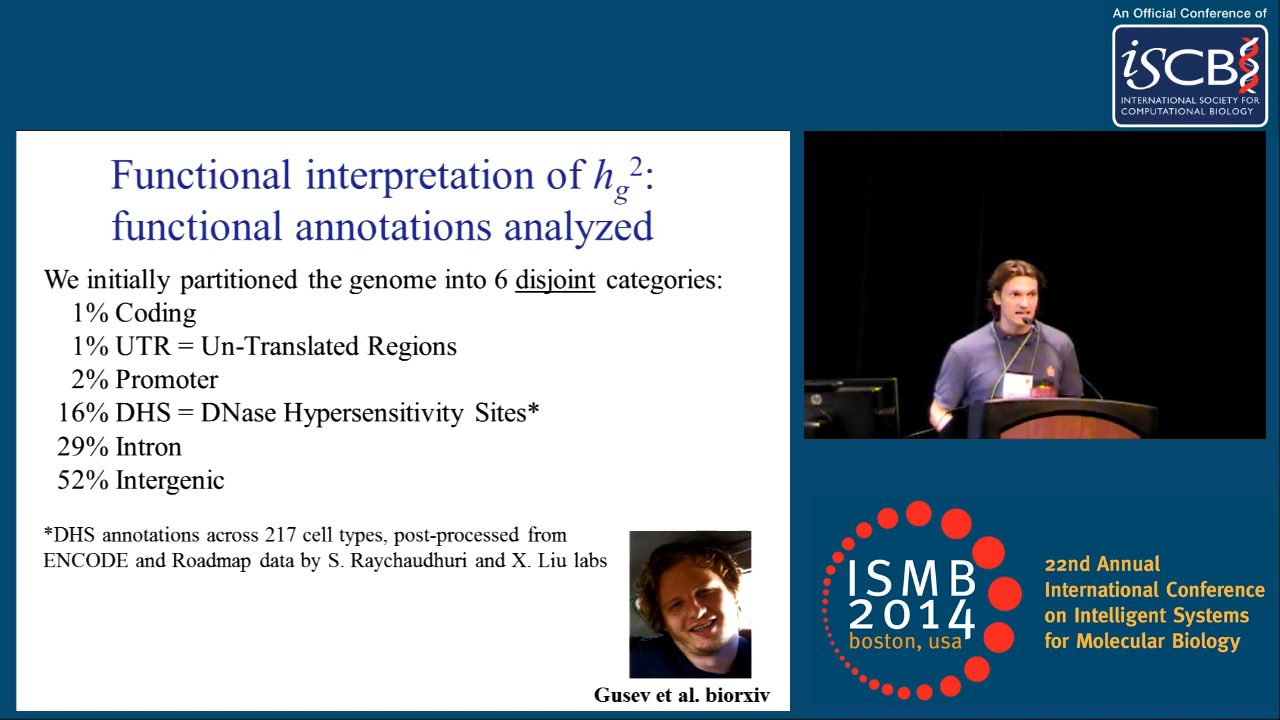 An Official Conference of
iSCB
INTERNATIONAL SOCIETY FOR
COMPUTATIONAL BIOLOGY
Functional interpretation of hg²:
functional annotations analyzed
We initially partitioned the genome into 6 disjoint categories:
1% Coding
1% UTR = Un-Translated Regions
2% Promoter
16% DHS = DNase Hypersensitivity Sites*
29% Intron
52% Intergenic
*DHS annotations across 217 cell types, post-processed from
ENCODE and Roadmap data by S. Raychaudhuri and X. Liu labs
Gusev et al. biorxiv
hp
ISMB
2014
boston, usa
22nd Annual
International Conference
on Intelligent Systems
for Molecular Biology